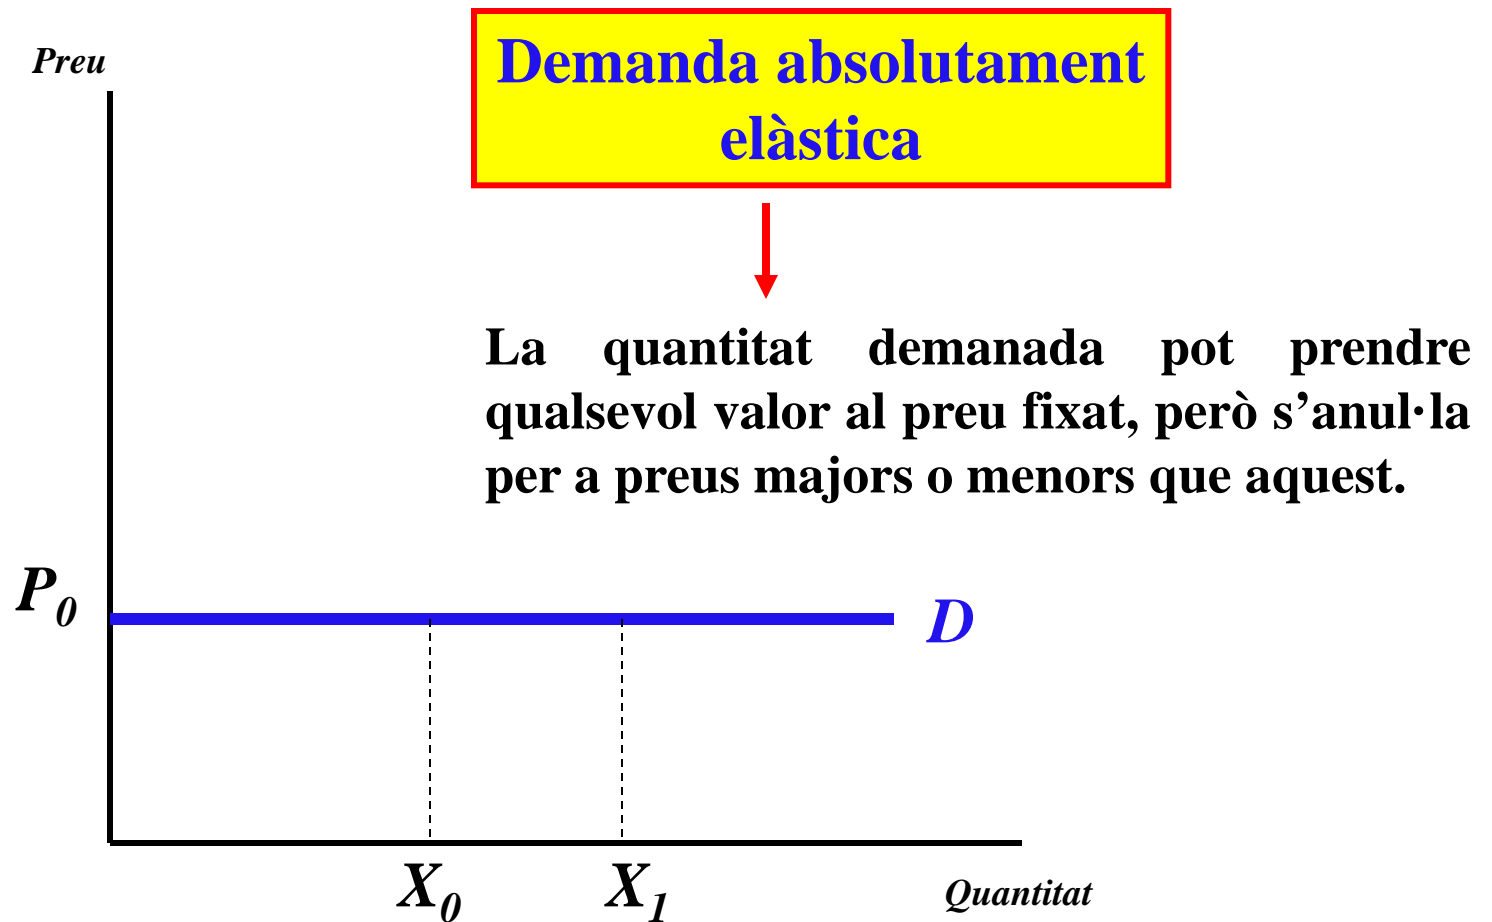 Preu
Demanda absolutament
elàstica
La quantitat demanada pot prendre
qualsevol valor al preu fixat, però s’anul·la
per a preus majors o menors que aquest.
P0
D
X0 X1
Quantitat